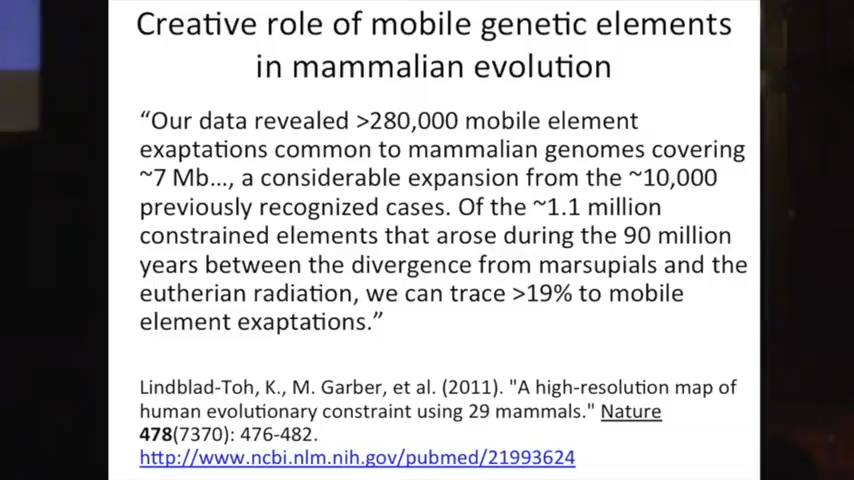 Creative role of mobile genetic elements
in mammalian evolution
“Our data revealed >280,000 mobile element
exaptations common to mammalian genomes covering
~7 Mb…, a considerable expansion from the ~10,000
previously recognized cases. Of the ~1.1 million
constrained elements that arose during the 90 million
years between the divergence from marsupials and the
eutherian radiation, we can trace >19% to mobile
element exaptations.”
Lindblad-Toh, K., M. Garber, et al. (2011). "A high-resolution map of
human evolutionary constraint using 29 mammals." Nature
478(7370): 476-482.
http://www.ncbi.nlm.nih.gov/pubmed/21993624